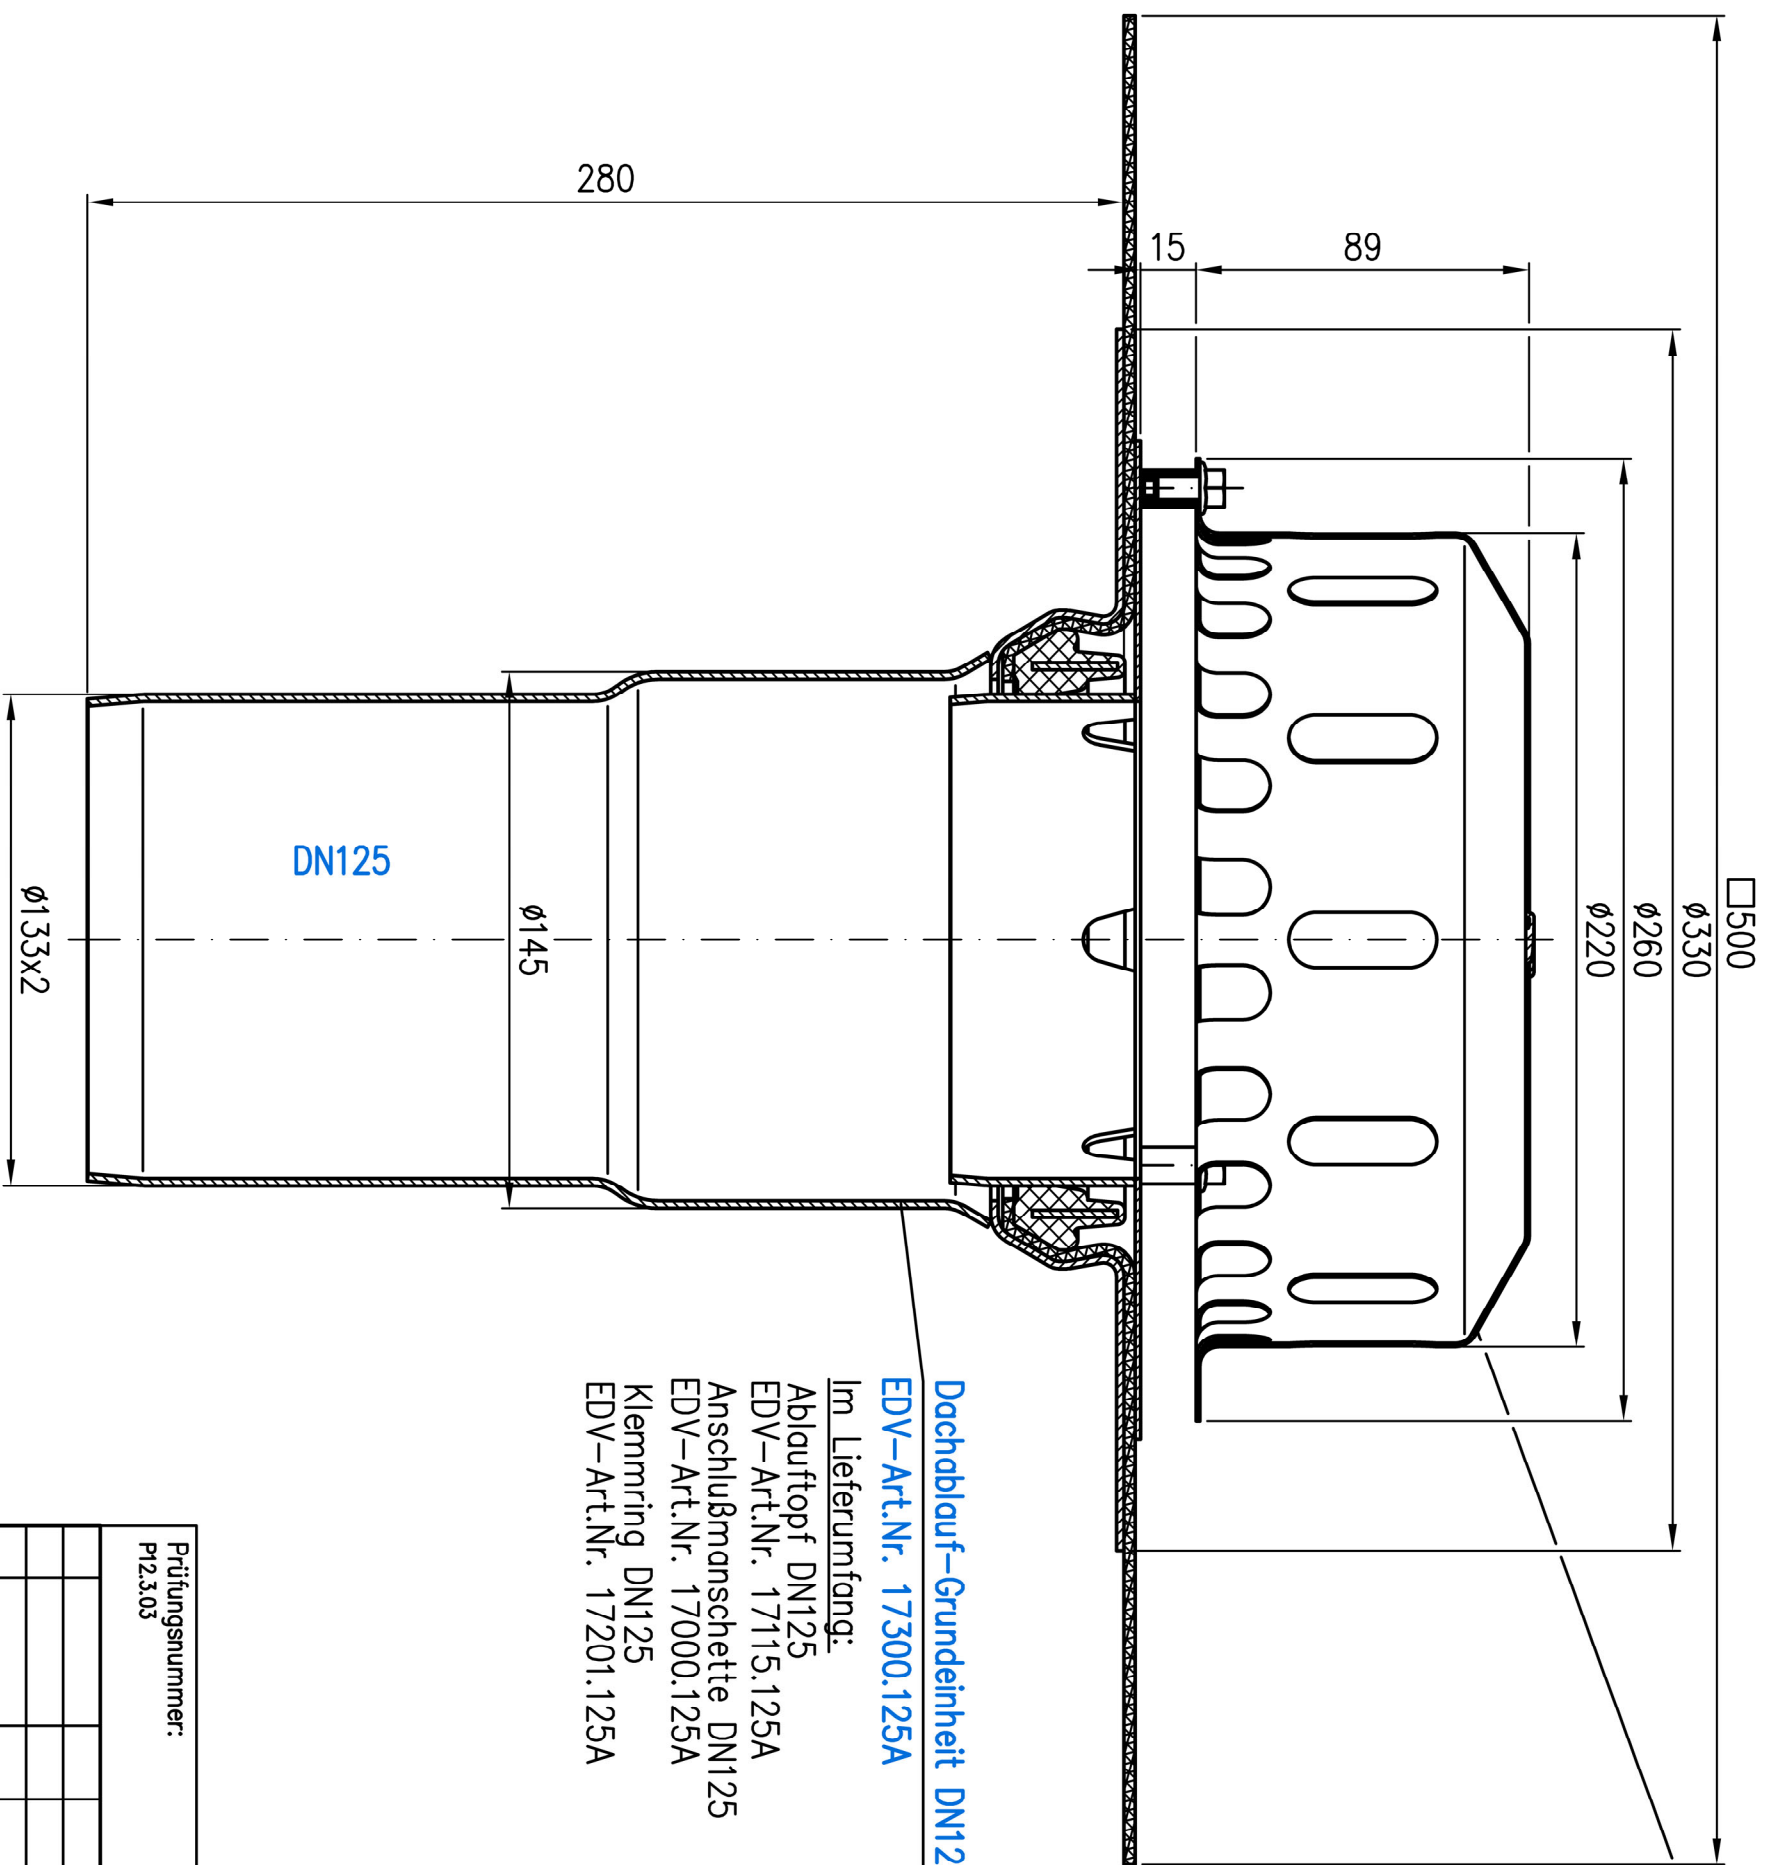 □500
ø330
ø260
ø220
280
15
89
DN125
ø145
ø133x2
Dachablauf-Grundeinheit DN12
EDV-Art.Nr. 17300.125A
Im Lieferumfang:
Ablauftopf DN125
EDV-Art.Nr. 17115.125A
Anschlußmanschette DN125
EDV-Art.Nr. 17000.125A
Klemmring DN125
EDV-Art.Nr. 17201.125A
Prüfungsnummer:
P12.3.03